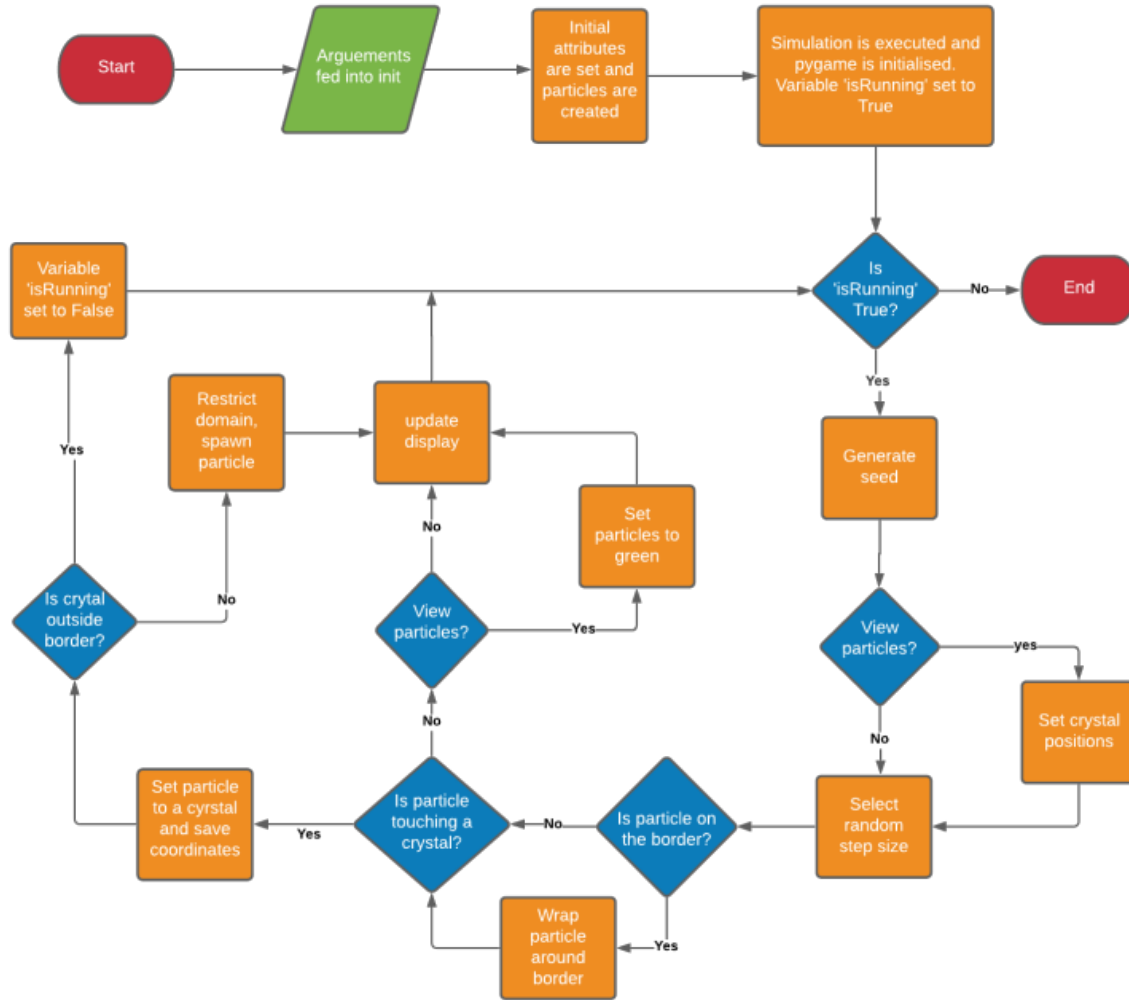 Start
Arguements
fed into init
Initial
attributes
are set and
particles are
created
Simulation is executed and
pygame is initialised.
Variable 'isRunning' set to
True
Variable
'isRunning'
set to False
Is
'isRunning'
True?
No
End
Yes
Restrict
domain,
spawn
particle
update
display
Yes
Generate
seed
Set
particles to
green
No
Is crytal
outside
border?
No
View
particles?
Yes
View
particles?
yes
Set crystal
positions
No
No
Set particle
to a cyrstal
and save
coordinates
Yes
Is particle
touching a
crystal?
No
Is particle on
the border?
Select
random
step size
Wrap
particle
around
border
Yes